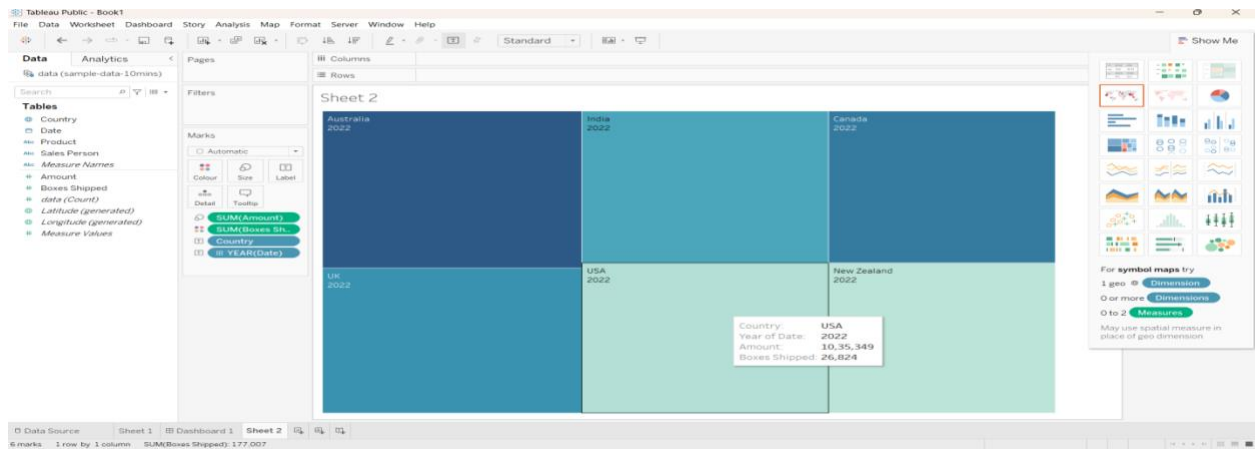 Tableau Public - Book1
File Data Worksheet Dashboard Story Analysis Map Format Server Window Help
Standard
Show Me
Data Analytics
data (sample-data-10mins)
Search
Tables
Country
Date
Abc Product
Abc Sales Person
Abc Measure Names
# Amount
# Boxes Shipped
# data (Count)
Latitude (generated)
Longitude (generated)
# Measure Values
Pages
Filters
Marks
Automatic
Colour Size Label
Detail Tooltip
SUM(Amount)
SUM(Boxes Sh..
Country
YEAR(Date)
Columns
Rows
Sheet 2
Australia
2022
India
2022
Canada
2022
UK
2022
USA
2022
New Zealand
2022
Country USA
Year of Date: 2022
Amount: 10,35,349
Boxes Shipped: 26,824
For symbol maps try
1 geo Dimension
0 or more Dimensions
0 to 2 Measures
May use spatial measure in
place of geo dimension
Data Source Sheet 1 Dashboard 1 Sheet 2
6 marks 1 row by 1 column SUM(Boxes Shipped): 177,007